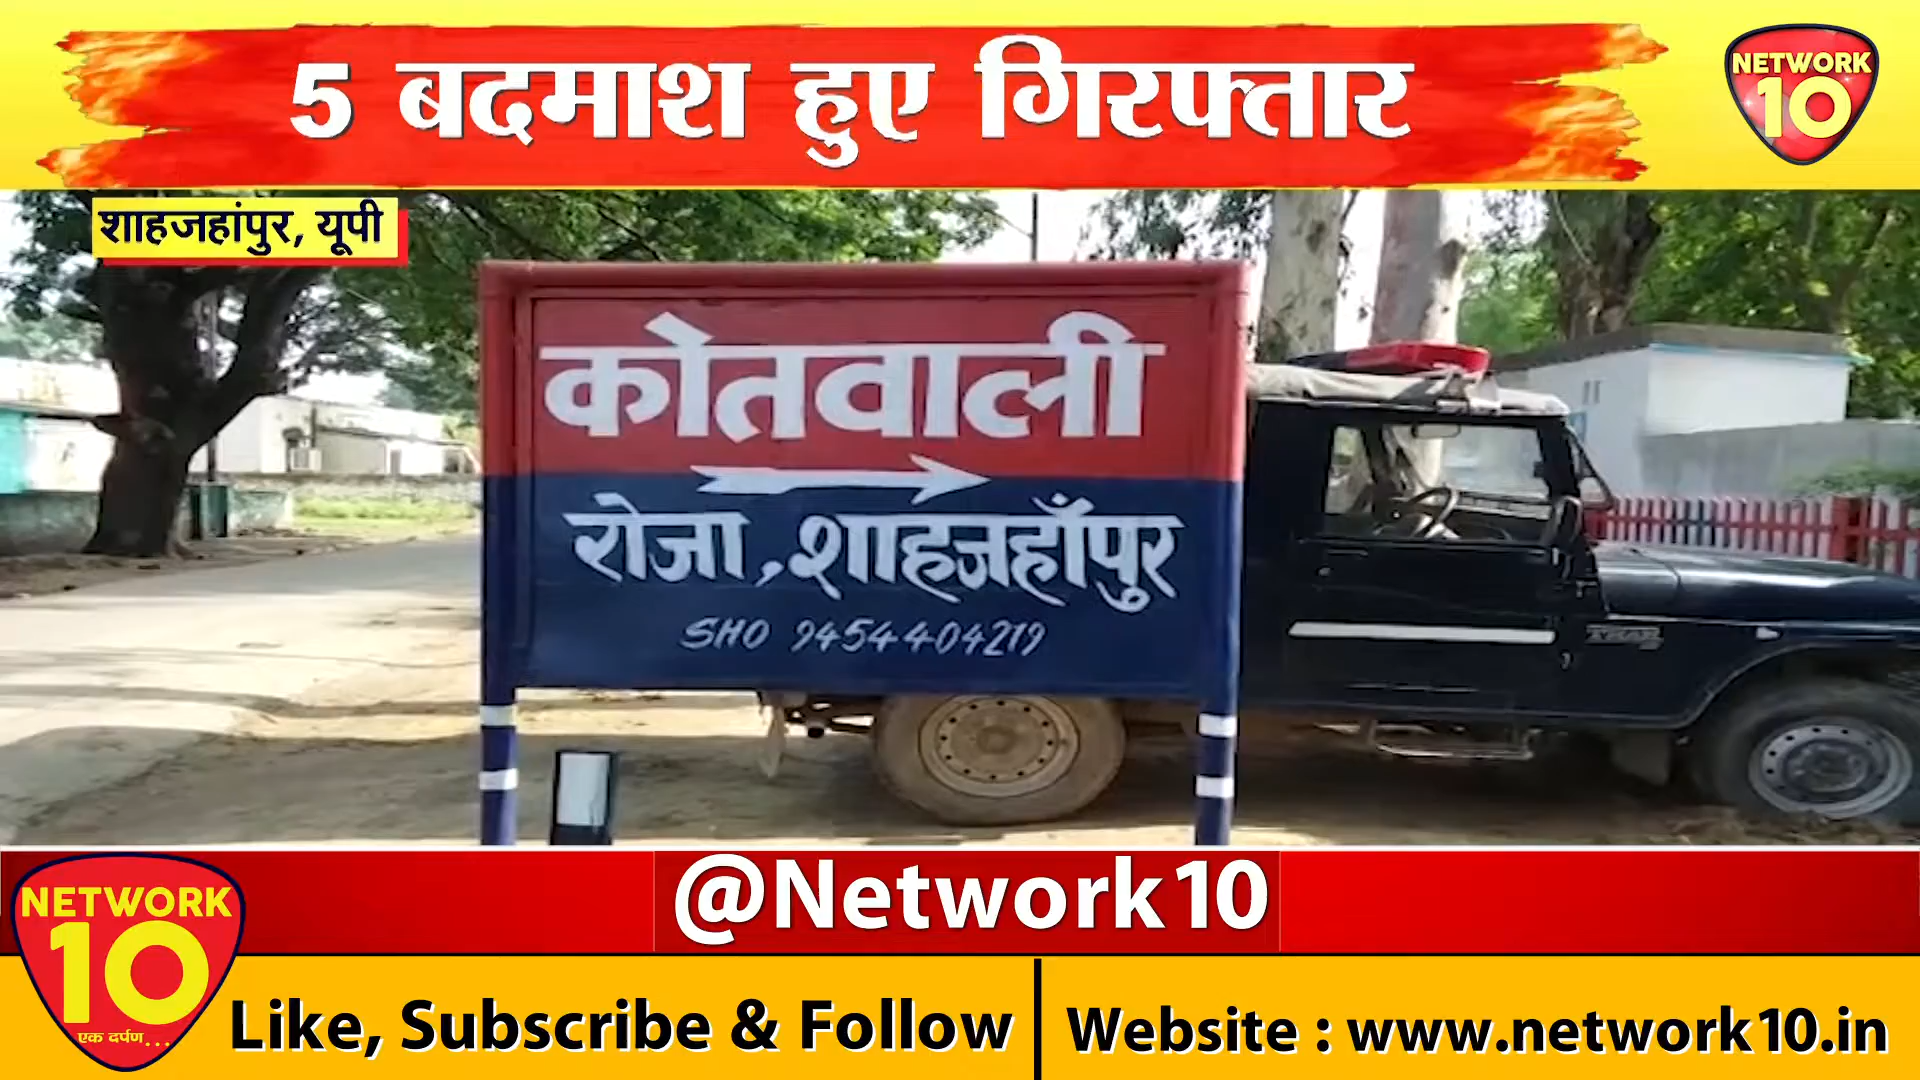 5 बदमाश हुए गिरफ्तार
NETWORK
10
शाहजहांपुर, यूपी
कोतवाली
रोजा, शाहजहाँपुर
SHO 9454404219
THAR
@Network10
NETWORK
10
एक दर्पण...
Like, Subscribe & Follow
Website : www.network10.in